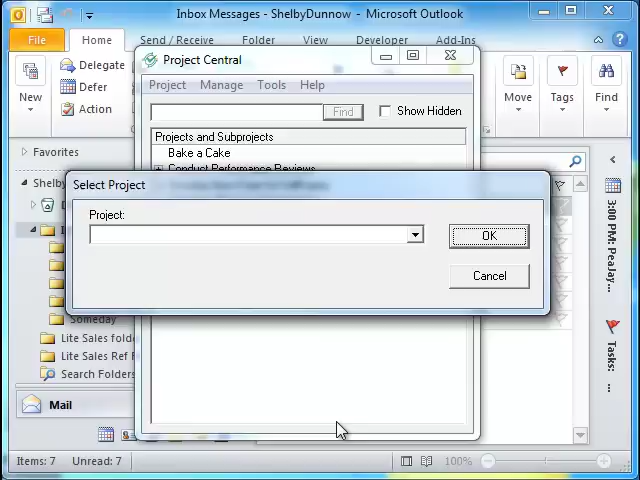 Inbox Messages - ShelbyDunnow - Microsoft Outlook
File Home Send / Receive Folder Developer Add-Ins
Project Central
Project Manage Tools Help
New
Delegate
Defer
Action
Find
Show Hidden
Move
Tags
Find
Projects and Subprojects
Bake a Cake
Conduct Performance Reviews
Favorites
Shelby
Select Project
Project:
OK
Cancel
3:00 PM: PeaJay...
Tasks: ...
Someday
Lite Sales folde
Lite Sales Ref F
Search Folders
Mail
Items: 7 Unread: 7
100%